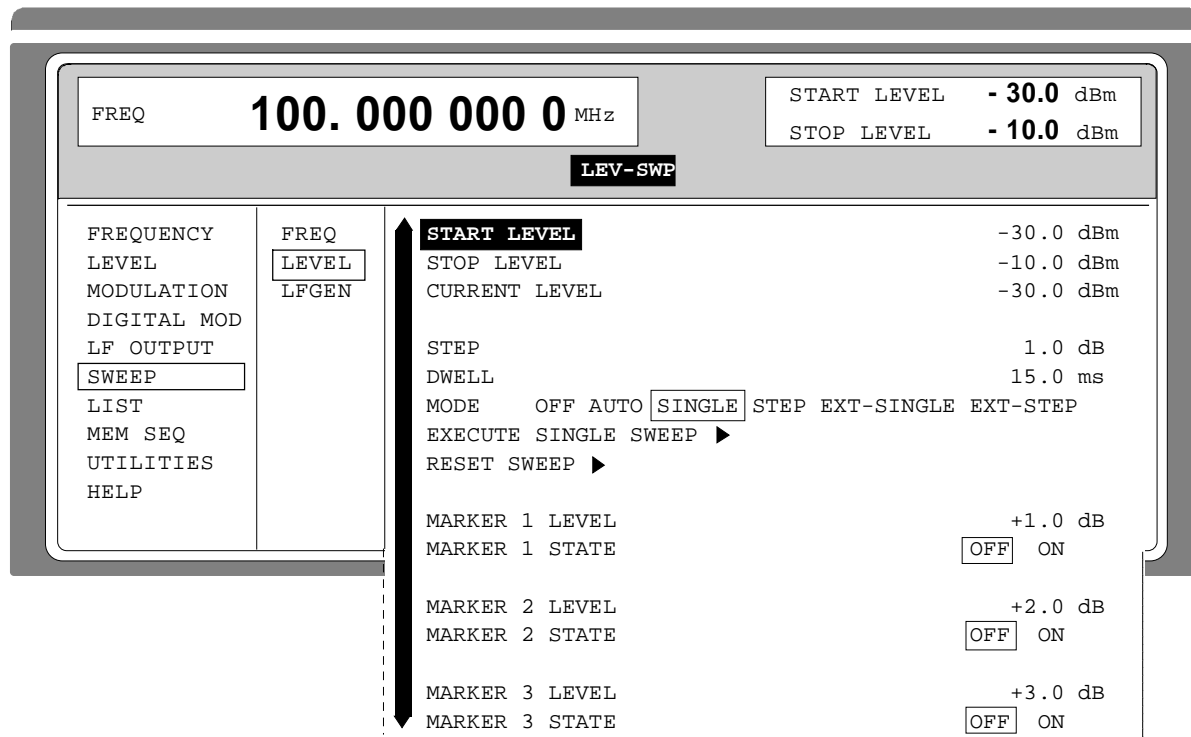 FREQ 100. 000 000 0 MHz
START LEVEL - 30.0 dBm
STOP LEVEL - 10.0 dBm
LEV-SWP
FREQUENCY
LEVEL
MODULATION
DIGITAL MOD
LF OUTPUT
SWEEP
LIST
MEM SEQ
UTILITIES
HELP
FREQ
LEVEL
LFGEN
START LEVEL -30.0 dBm
STOP LEVEL -10.0 dBm
CURRENT LEVEL -30.0 dBm
STEP 1.0 dB
DWELL 15.0 ms
MODE OFF AUTO SINGLE STEP EXT-SINGLE EXT-STEP
EXECUTE SINGLE SWEEP
RESET SWEEP
MARKER 1 LEVEL +1.0 dB
MARKER 1 STATE OFF ON
MARKER 2 LEVEL +2.0 dB
MARKER 2 STATE OFF ON
MARKER 3 LEVEL +3.0 dB
MARKER 3 STATE OFF ON